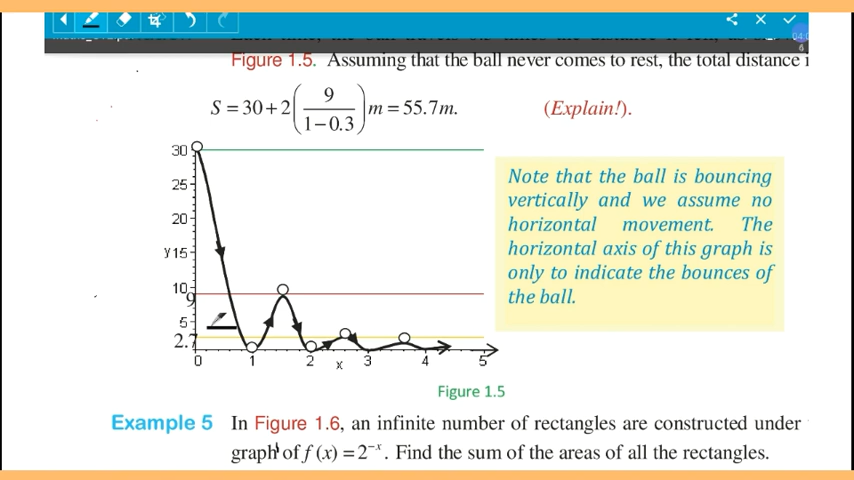 Figure 1.5. Assuming that the ball never comes to rest, the total distance i
S = 30 + 2 ( 9 / 1 − 0.3 ) m = 55.7 m. (Explain!).
30
25
20
Y 15
10
9
5
2.7
0 1 2 x 3 4 5
Note that the ball is bouncing
vertically and we assume no
horizontal movement. The
horizontal axis of this graph is
only to indicate the bounces of
the ball.
Figure 1.5
Example 5 In Figure 1.6, an infinite number of rectangles are constructed under
graph of f (x) = 2⁻ˣ. Find the sum of the areas of all the rectangles.